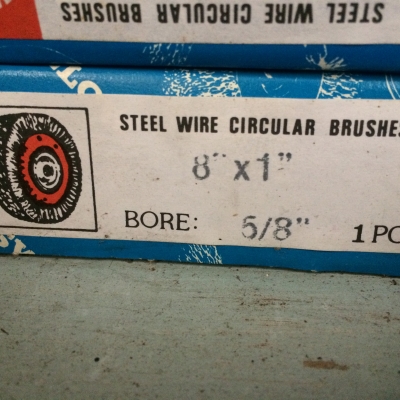 STEEL WIRE CIRCULAR BRUSHES
STEEL WIRE CIRCULAR BRUSHES
8" x 1"
BORE: 5/8" 1 PC